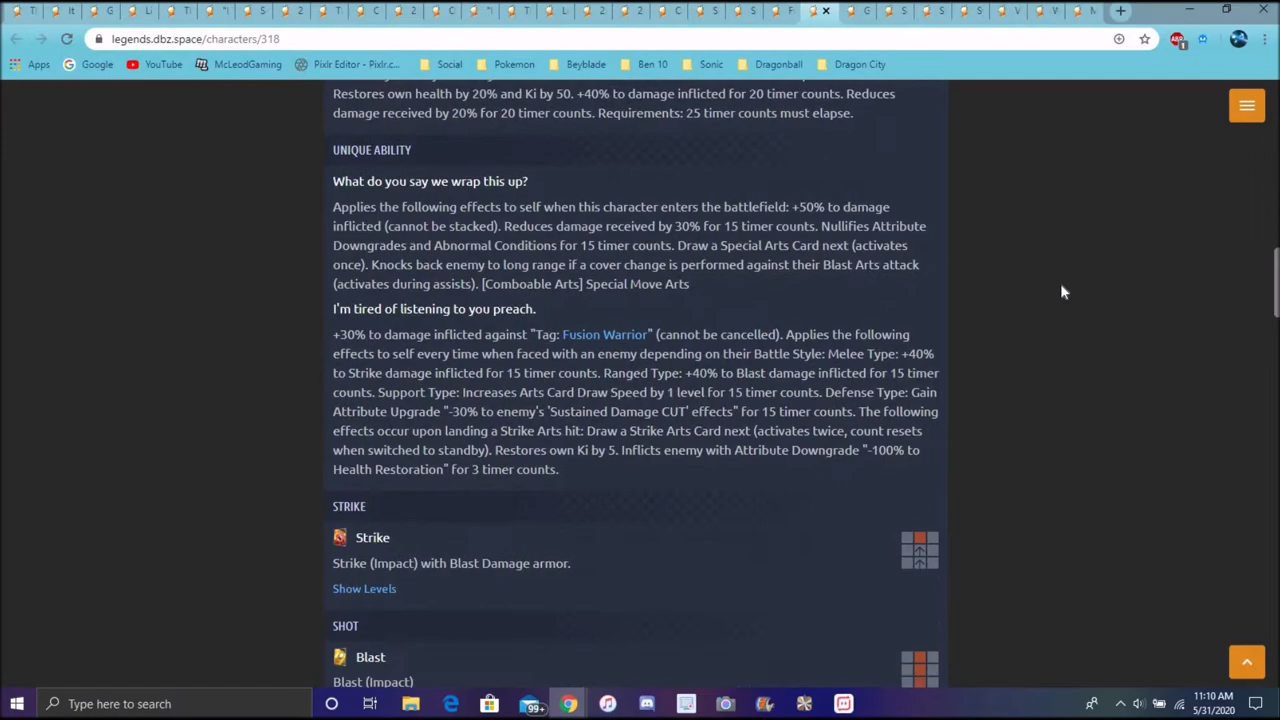 legends.dbz.space/characters/318
Apps Google YouTube McLeodGaming Pixlr Editor - Pixlr.c... Social Pokemon Beyblade Ben 10 Sonic Dragonball Dragon City
Restores own health by 20% and Ki by 50. +40% to damage inflicted for 20 timer counts. Reduces
damage received by 20% for 20 timer counts. Requirements: 25 timer counts must elapse.
UNIQUE ABILITY
What do you say we wrap this up?
Applies the following effects to self when this character enters the battlefield: +50% to damage
inflicted (cannot be stacked). Reduces damage received by 30% for 15 timer counts. Nullifies Attribute
Downgrades and Abnormal Conditions for 15 timer counts. Draw a Special Arts Card next (activates
once). Knocks back enemy to long range if a cover change is performed against their Blast Arts attack
(activates during assists). [Comboable Arts] Special Move Arts
I'm tired of listening to you preach.
+30% to damage inflicted against "Tag: Fusion Warrior" (cannot be cancelled). Applies the following
effects to self every time when faced with an enemy depending on their Battle Style: Melee Type: +40%
to Strike damage inflicted for 15 timer counts. Ranged Type: +40% to Blast damage inflicted for 15 timer
counts. Support Type: Increases Arts Card Draw Speed by 1 level for 15 timer counts. Defense Type: Gain
Attribute Upgrade "-30% to enemy's 'Sustained Damage CUT' effects" for 15 timer counts. The following
effects occur upon landing a Strike Arts hit: Draw a Strike Arts Card next (activates twice, count resets
when switched to standby). Restores own Ki by 5. Inflicts enemy with Attribute Downgrade "-100% to
Health Restoration" for 3 timer counts.
STRIKE
Strike
Strike (Impact) with Blast Damage armor.
Show Levels
SHOT
Blast
Blast (Impact)
Type here to search
99+
11:10 AM
5/31/2020